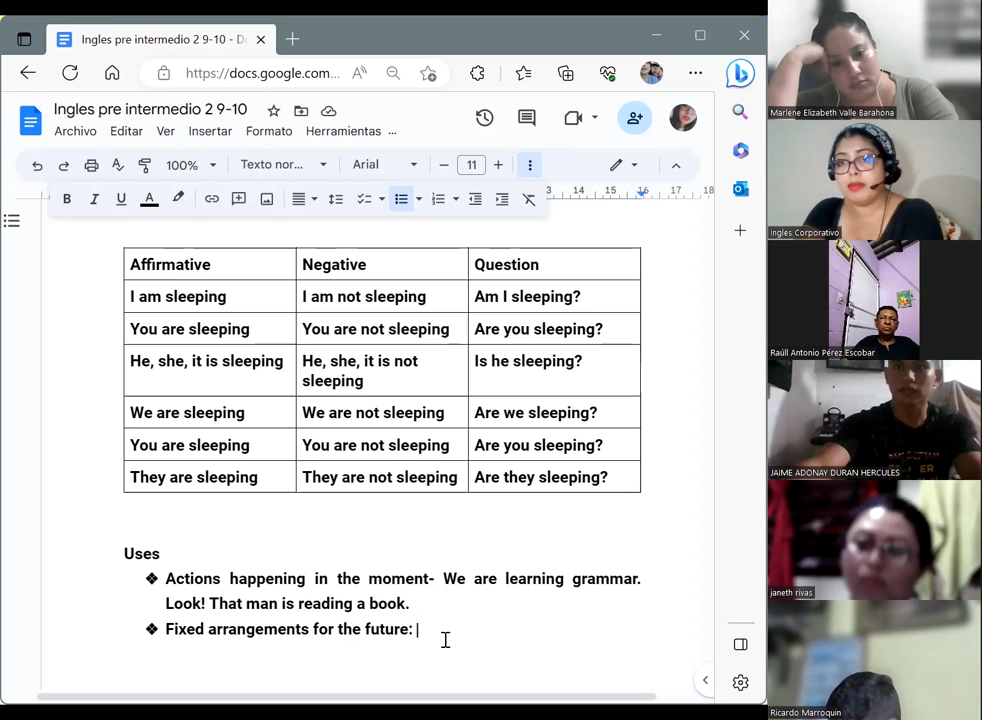 Ingles pre intermedio 2 9-10 - Do
https://docs.google.com...
Ingles pre intermedio 2 9-10
Archivo Editar Ver Insertar Formato Herramientas ...
100% Texto nor... Arial 11
13 14 15 16 17 18
Affirmative Negative Question
I am sleeping I am not sleeping Am I sleeping?
You are sleeping You are not sleeping Are you sleeping?
He, she, it is sleeping He, she, it is not Is he sleeping?
sleeping
We are sleeping We are not sleeping Are we sleeping?
You are sleeping You are not sleeping Are you sleeping?
They are sleeping They are not sleeping Are they sleeping?
Uses
❖ Actions happening in the moment- We are learning grammar.
Look! That man is reading a book.
❖ Fixed arrangements for the future:
Marlene Elizabeth Valle Barahona
Ingles Corporativo
Raúll Antonio Pérez Escobar
JAIME ADONAY DURAN HERCULES
janeth rivas
Ricardo Marroquin